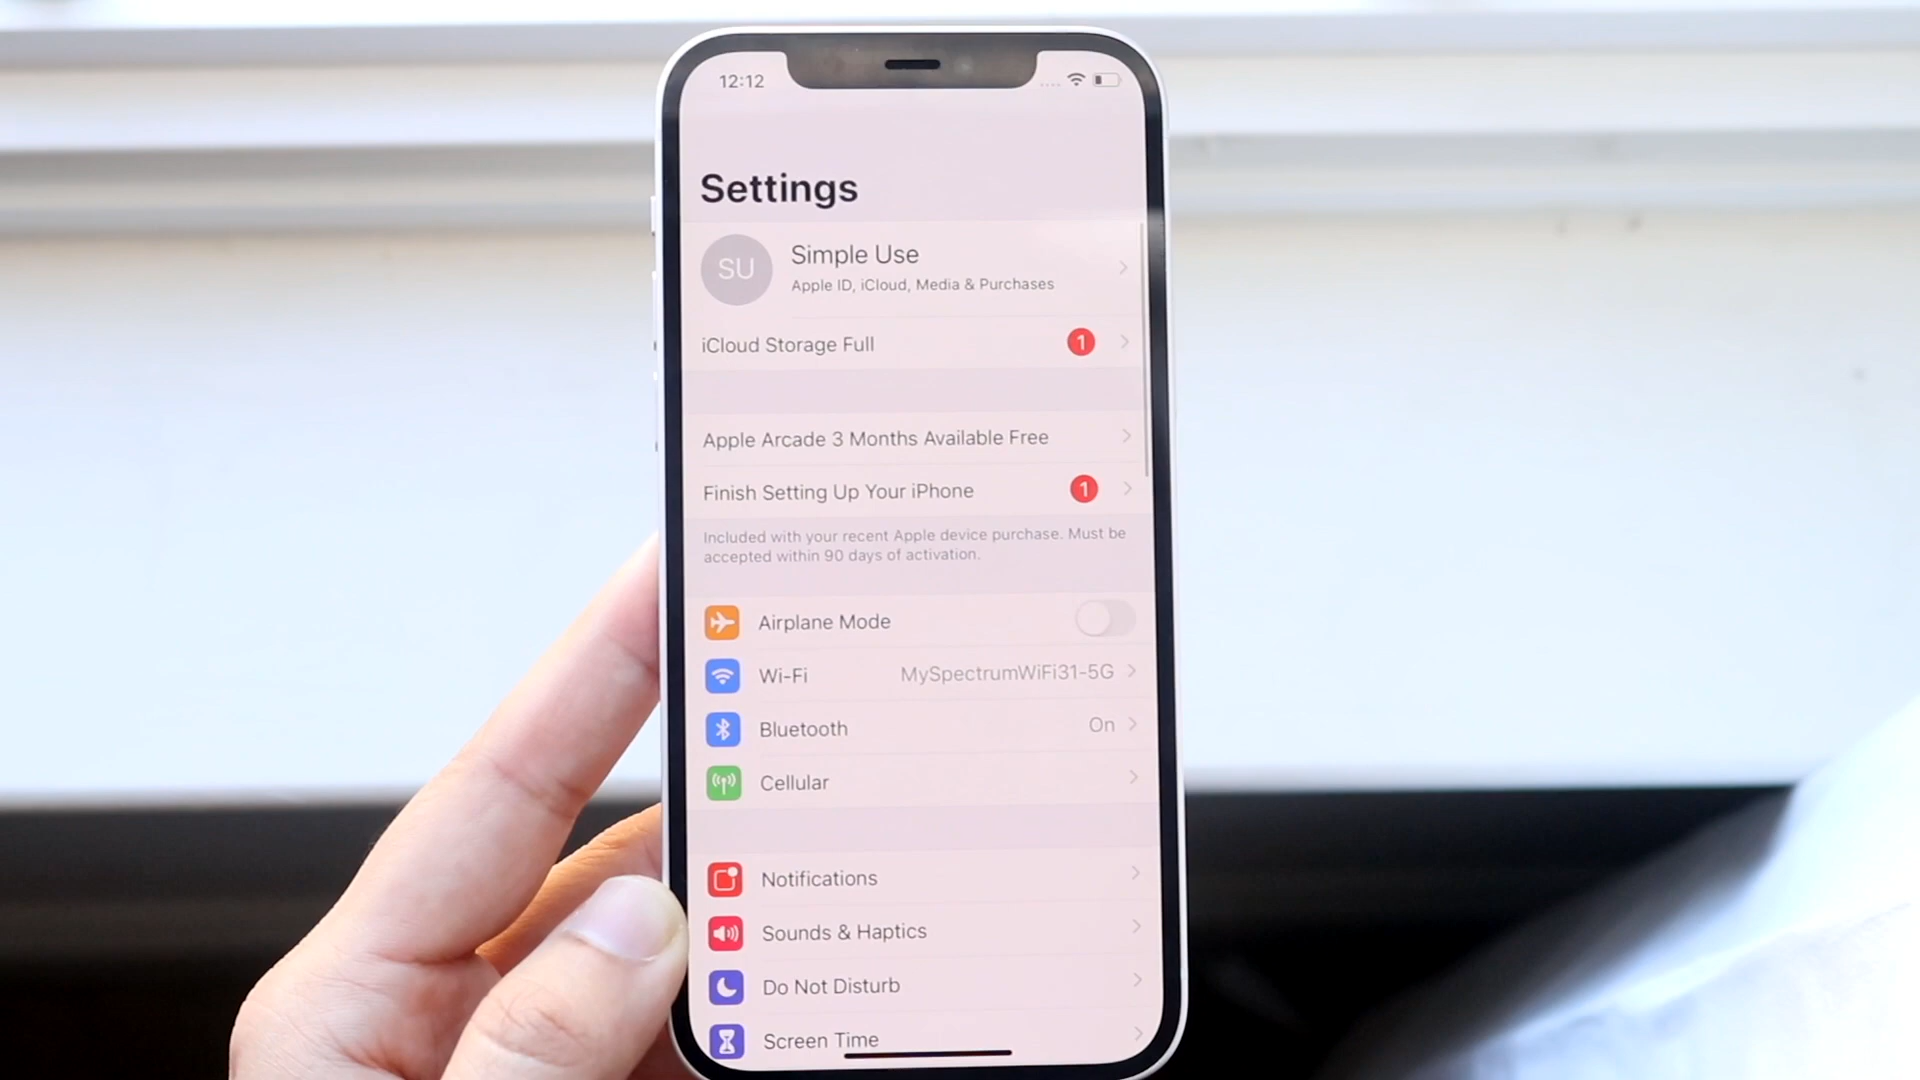 12:12
Settings
SU
Simple Use
Apple ID, iCloud, Media & Purchases
iCloud Storage Full 1
Apple Arcade 3 Months Available Free
Finish Setting Up Your iPhone 1
Included with your recent Apple device purchase. Must be
accepted within 90 days of activation.
Airplane Mode
Wi-Fi MySpectrumWiFi31-5G
Bluetooth On
Cellular
Notifications
Sounds & Haptics
Do Not Disturb
Screen Time